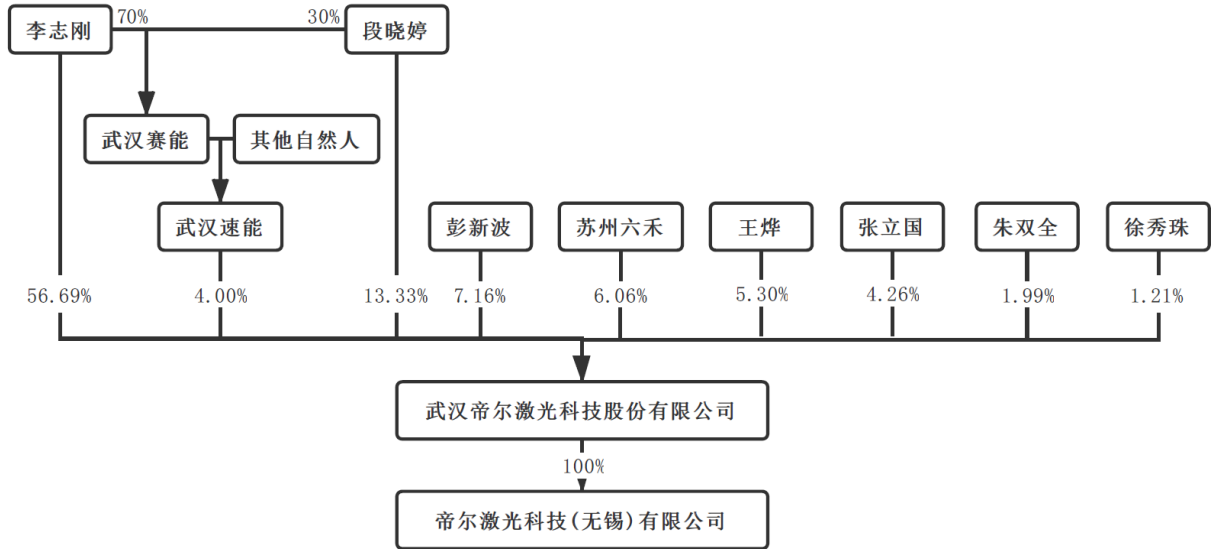 李志刚
70%
30%
段晓婷
武汉赛能
其他自然人
武汉速能
彭新波
苏州六禾
王烨
张立国
朱双全
徐秀珠
56.69%
4.00%
13.33%
7.16%
6.06%
5.30%
4.26%
1.99%
1.21%
武汉帝尔激光科技股份有限公司
100%
帝尔激光科技(无锡)有限公司